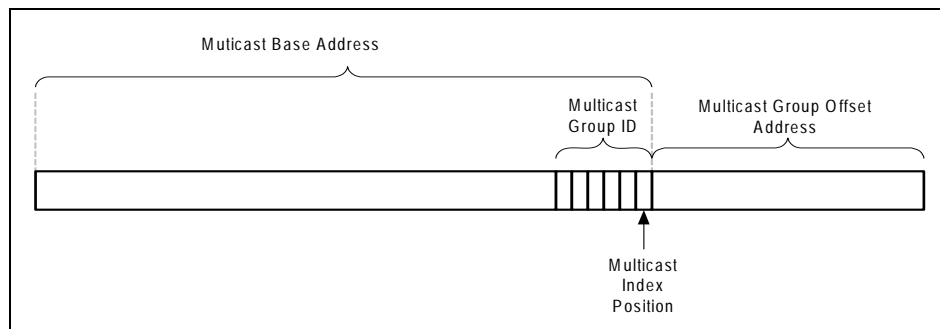 Muticast Base Address
Multicast
Group ID
Multicast Group Offset
Address
Multicast
Index
Position